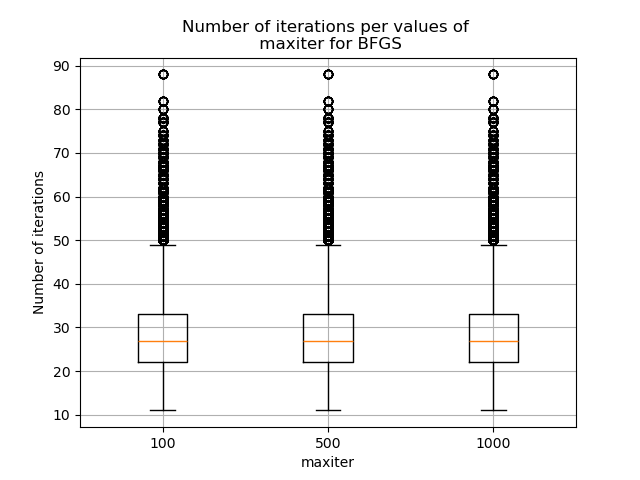 Number of iterations per values of
maxiter for BFGS
90
80
70
60
50
40
30
20
10
Number of iterations
100 500 1000
maxiter